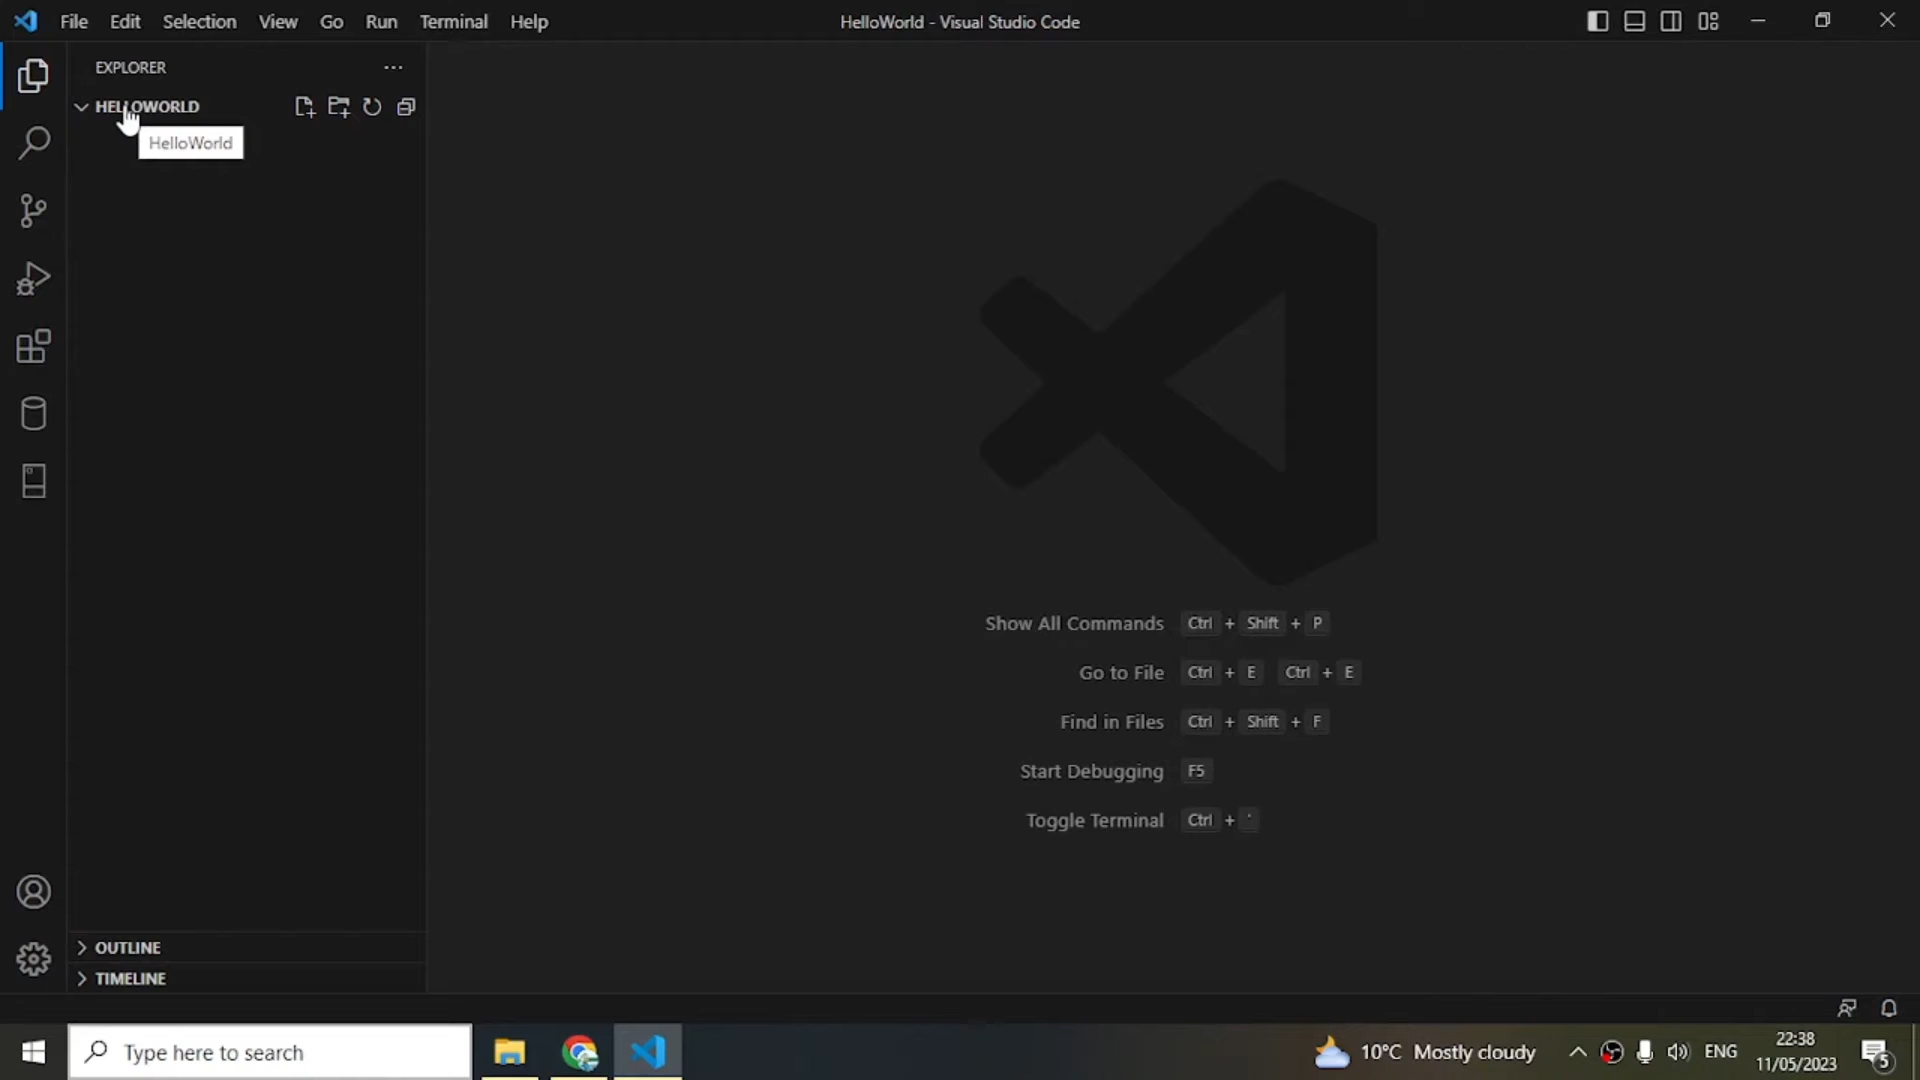 File Edit Selection View Go Run Terminal Help
HelloWorld - Visual Studio Code
EXPLORER
HELLOWORLD
HelloWorld
Show All Commands Ctrl + Shift + P
Go to File Ctrl + E Ctrl + E
Find in Files Ctrl + Shift + F
Start Debugging F5
Toggle Terminal Ctrl + '
OUTLINE
TIMELINE
Type here to search
10°C Mostly cloudy
ENG
22:38
11/05/2023
5